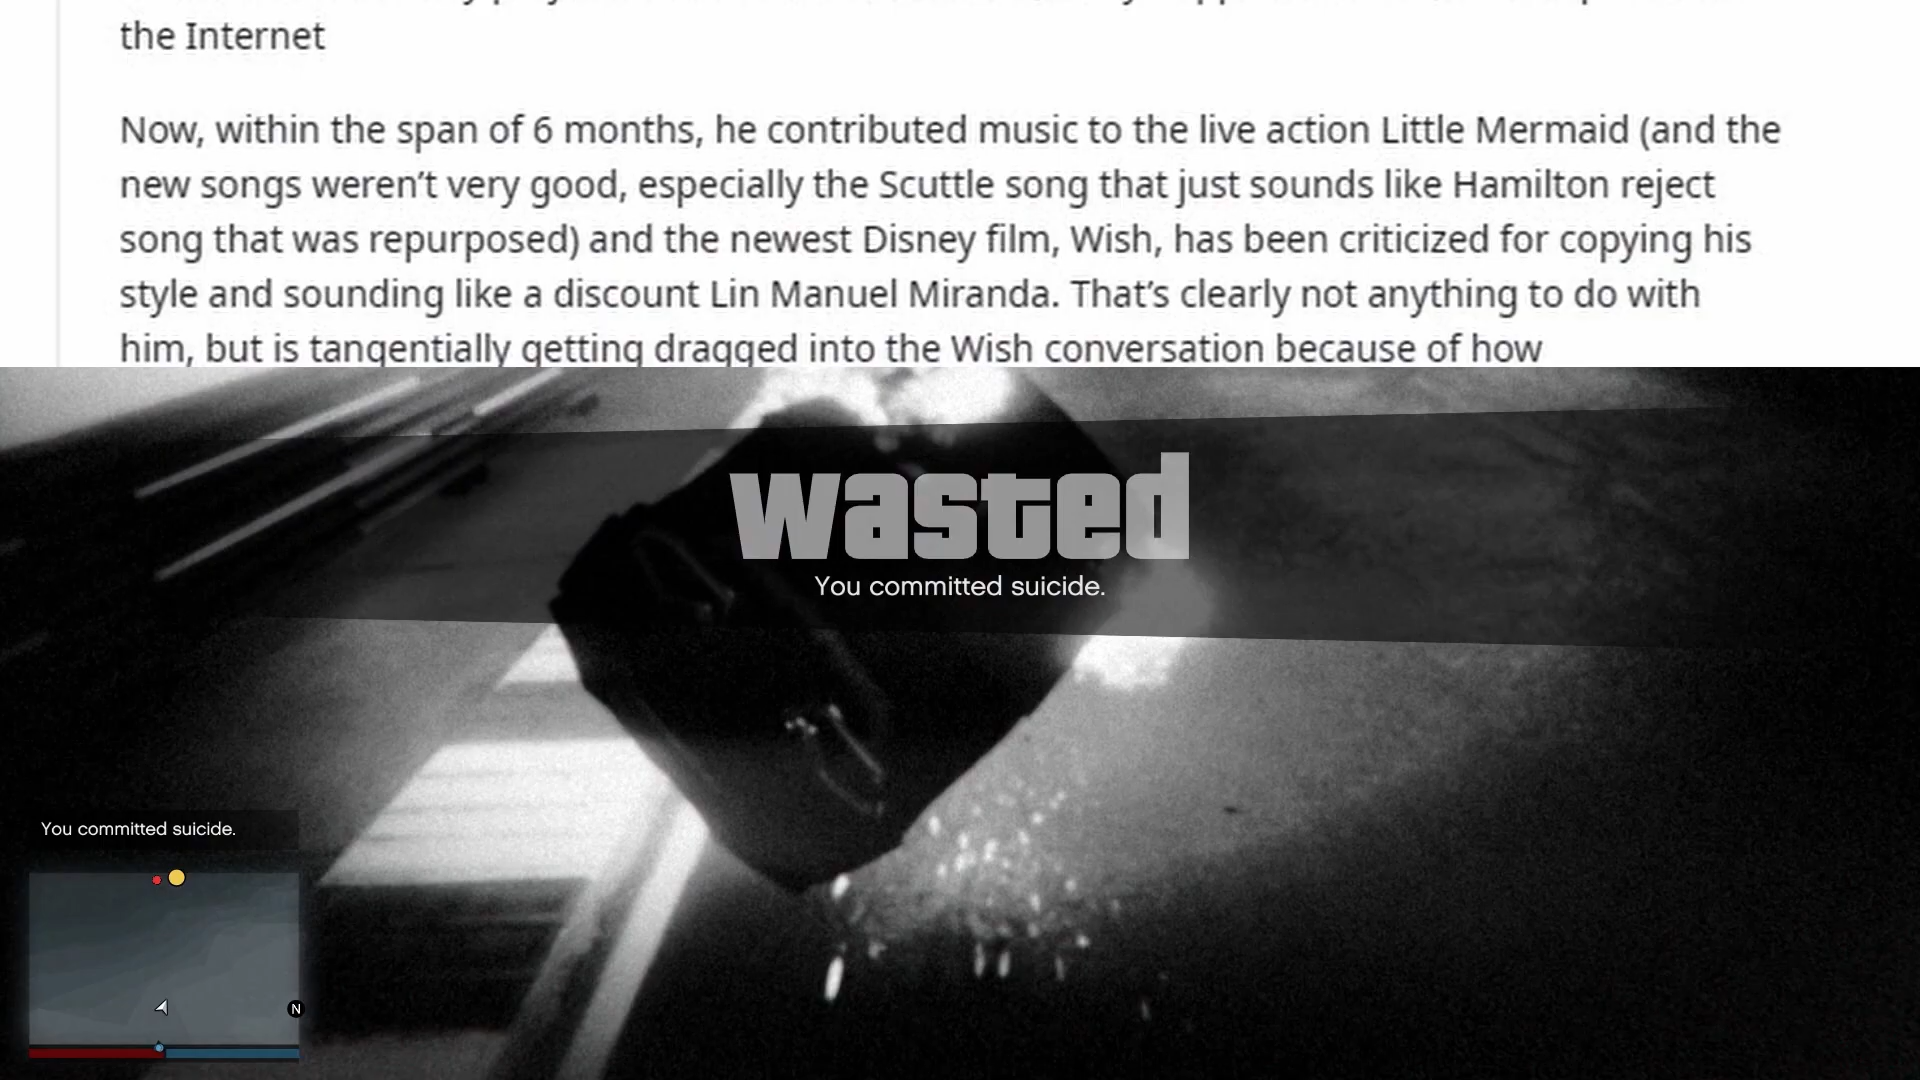 the Internet
Now, within the span of 6 months, he contributed music to the live action Little Mermaid (and the
new songs weren’t very good, especially the Scuttle song that just sounds like Hamilton reject
song that was repurposed) and the newest Disney film, Wish, has been criticized for copying his
style and sounding like a discount Lin Manuel Miranda. That’s clearly not anything to do with
him, but is tangentially getting dragged into the Wish conversation because of how
wasted
You committed suicide.
You committed suicide.
N